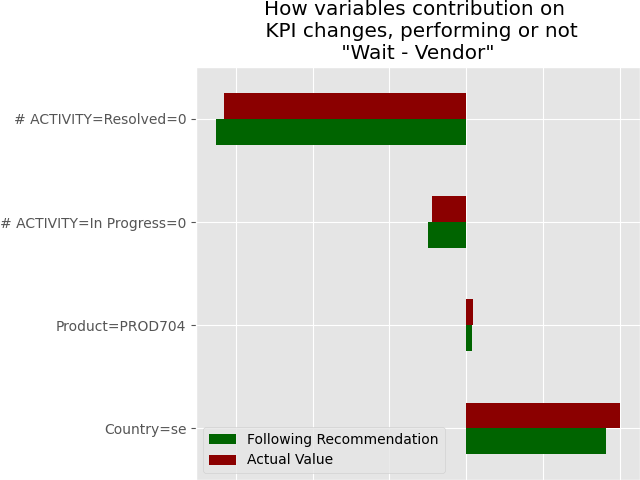 How variables contribution on
KPI changes, performing or not
"Wait - Vendor"
# ACTIVITY=Resolved=0
# ACTIVITY=In Progress=0
Product=PROD704
Country=se
Following Recommendation
Actual Value